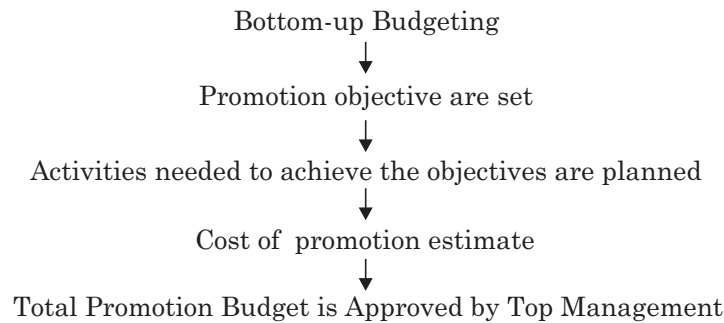 Bottom-up Budgeting
Promotion objective are set
Activities needed to achieve the objectives are planned
Cost of promotion estimate
Total Promotion Budget is Approved by Top Management